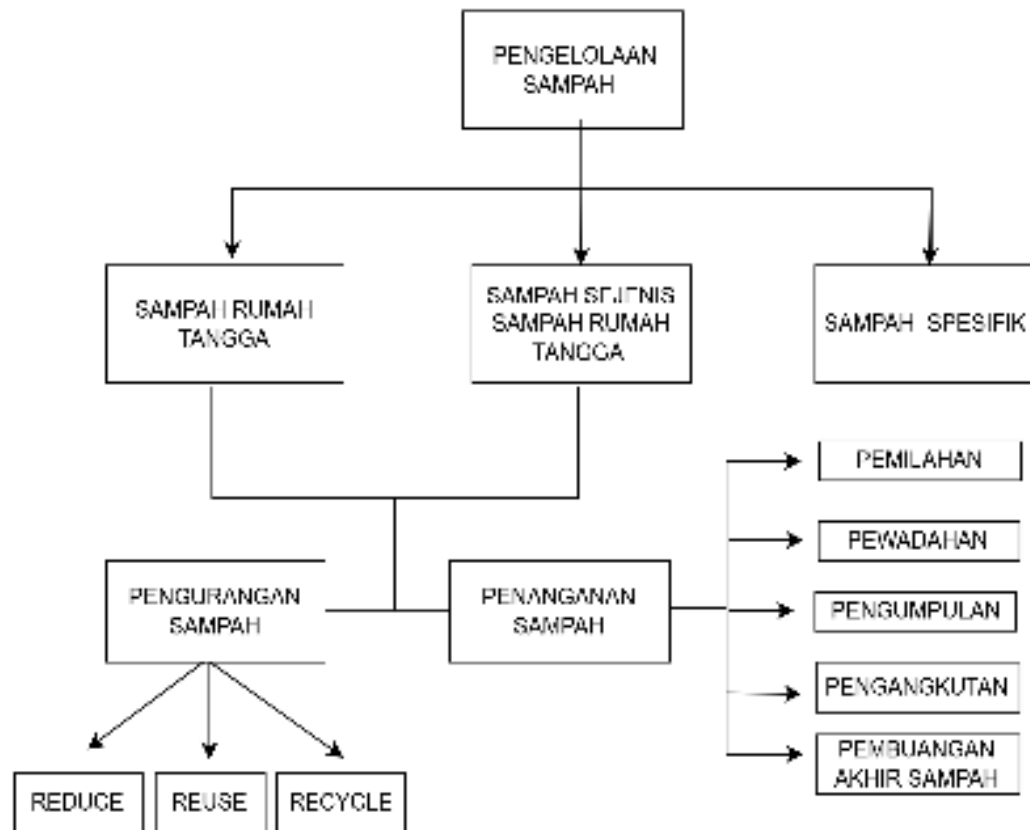 PENGELOLAAN
SAMPAH
SAMPAH RUMAH
TANGGA
SAMPAH SEJENIS
SAMPAH RUMAH
TANGGA
SAMPAH SPESIFIK
PEMILAHAN
PEWADAHAN
PENGURANGAN
SAMPAH
PENANGANAN
SAMPAH
PENGUMPULAN
PENGANGKUTAN
PEMBUANGAN
AKHIR SAMPAH
REDUCE
REUSE
RECYCLE